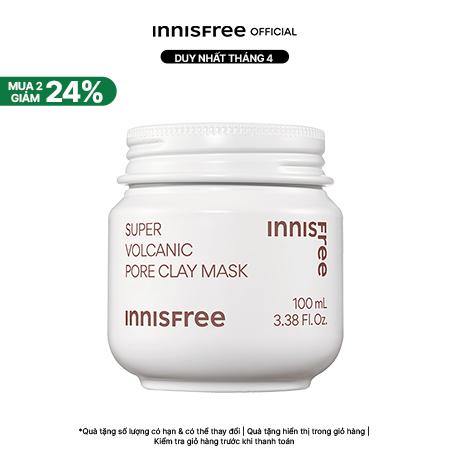 INNISFREE OFFICIAL
DUY NHẤT THÁNG 4
MUA 2
GIẢM 24%
SUPER
VOLCANIC
PORE CLAY MASK
INNISFREE
INNISFREE
100 mL
3.38 Fl. Oz.
*Quà tặng số lượng có hạn & có thể thay đổi | Quà tặng hiển thị trong giỏ hàng |
Kiểm tra giỏ hàng trước khi thanh toán